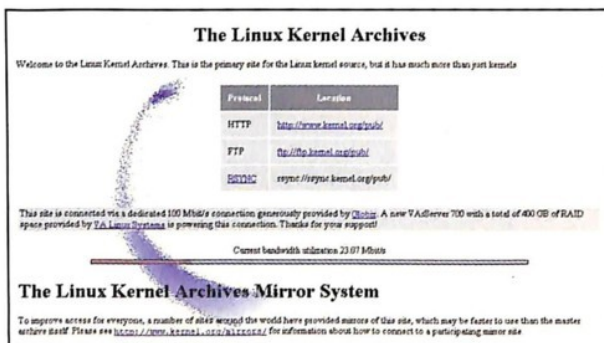 The Linux Kernel Archives
Welcome to the Linux Kernel Archives. This is the primary site for the Linux kernel source, but it has much more than just kernels
Protocol Location
HTTP http://www.kernel.org/pub/
FTP ftp://ftp.kernel.org/pub/
RSYNC rsync://rsync.kernel.org/pub/
This site is connected via a dedicated 100 Mbit/s connection generously provided by Globix. A new VAServer 700 with a total of 400 GB of RAID
space provided by VA Linux Systems is powering this connection. Thanks for your support!
Current bandwidth utilization 23.07 Mbit/s
The Linux Kernel Archives Mirror System
To improve access for everyone, a number of sites around the world have provided mirrors of this site, which may be faster to use than the master
archive itself. Please see http://www.kernel.org/mirrors/ for information about how to connect to a participating mirror site